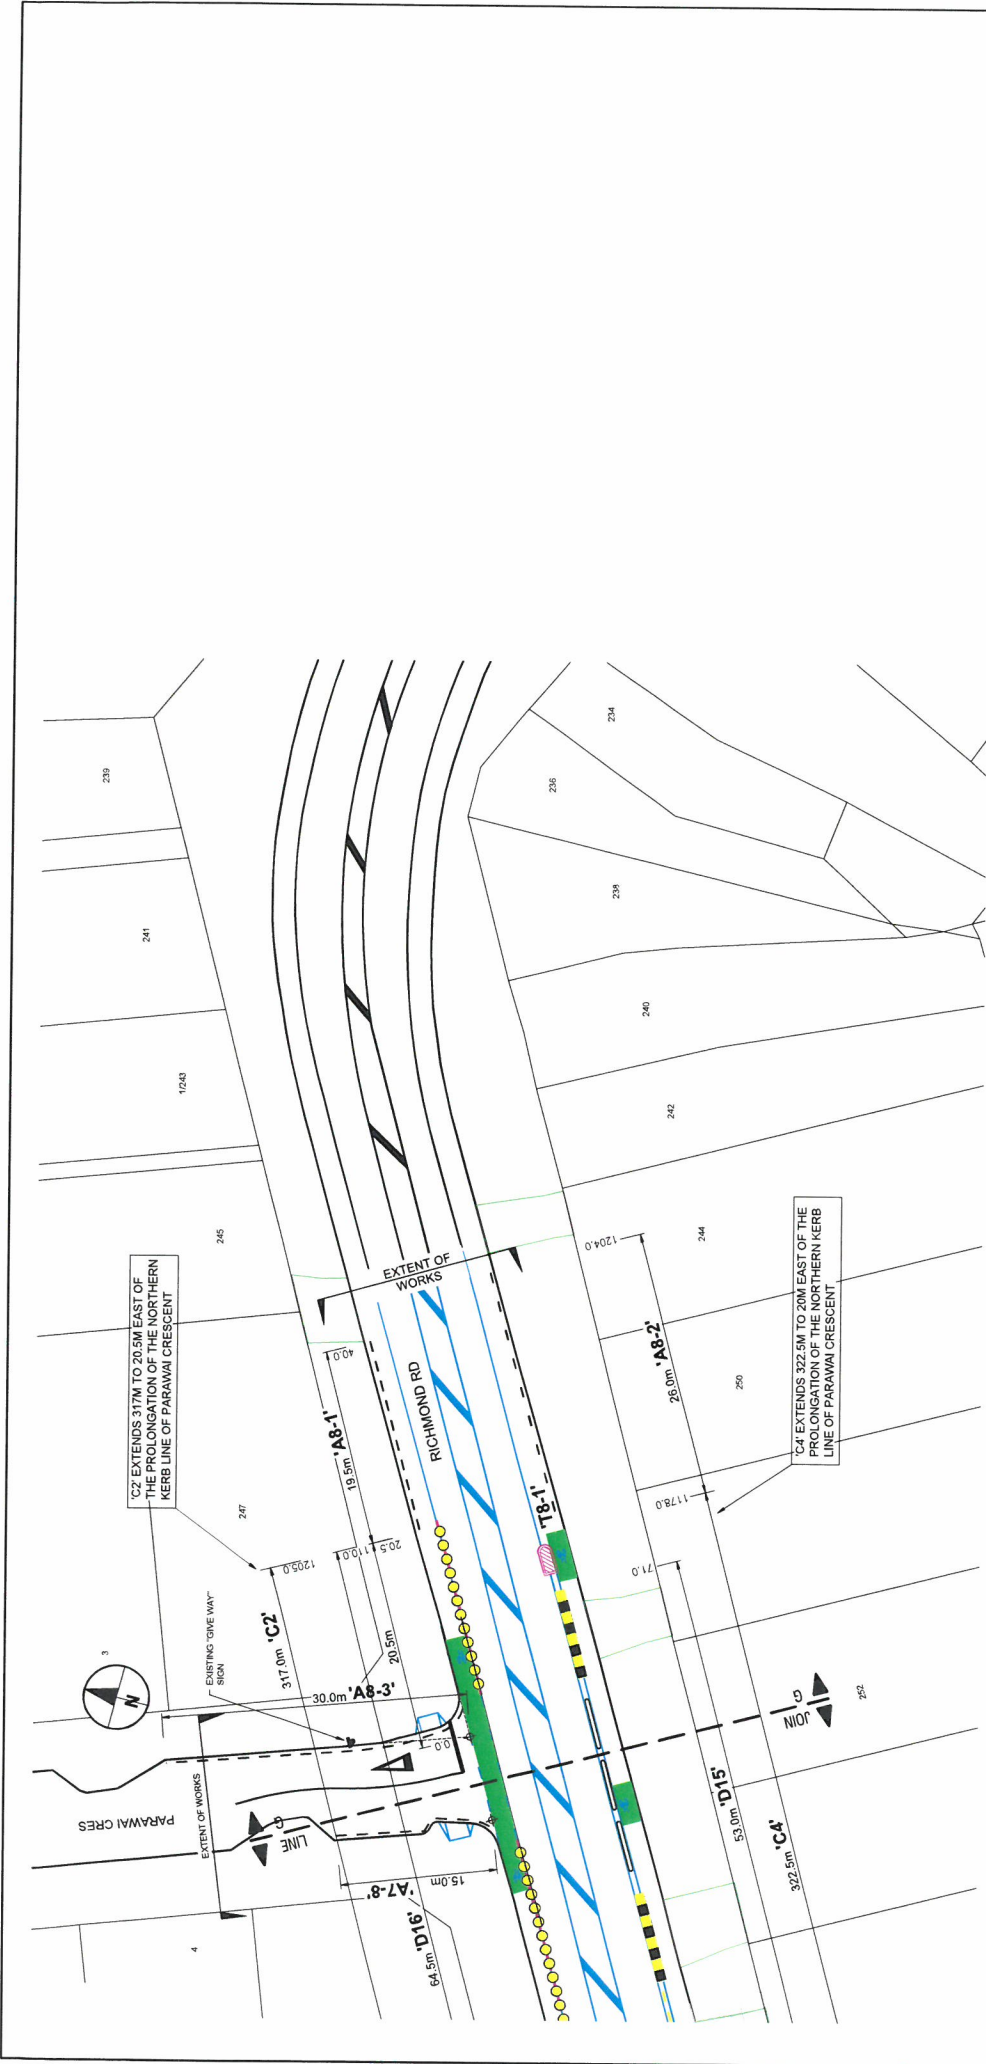 239
241
1/243
245
'C2' EXTENDS 317M TO 20.5M EAST OF
THE PROLONGATION OF THE NORTHERN
KERB LINE OF PARAWAI CRESCENT
247
3
N
EXISTING "GIVE WAY"
SIGN
317.0m 'C2'
1205.0
110.0
20.5
20.5m
19.5m 'A8-1'
40.0
30.0m 'A8-3'
0.0
PARAWAI CRES
EXTENT OF WORKS
LINE
G
4
'A7-8'
15.0m
64.5m 'D16'
RICHMOND RD
EXTENT OF
WORKS
'T8-1'
234
236
238
240
242
244
250
252
1204.0
26.0m 'A8-2'
1178.0
71.0
'C4' EXTENDS 322.5M TO 20M EAST OF THE
PROLONGATION OF THE NORTHERN KERB
LINE OF PARAWAI CRESCENT
JOIN
G
53.0m 'D15'
322.5m 'C4'